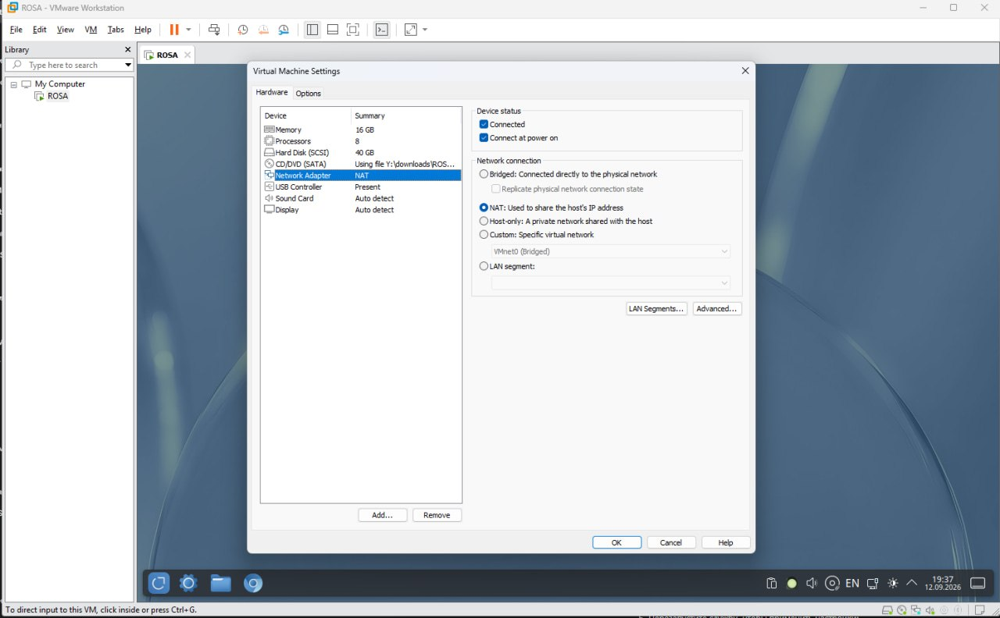 ROSA - VMware Workstation
File Edit View VM Tabs Help
Library
Type here to search
My Computer
ROSA
ROSA
Virtual Machine Settings
Hardware Options
Device Summary
Memory 16 GB
Processors 8
Hard Disk (SCSI) 40 GB
CD/DVD (SATA) Using file Y:\downloads\ROS...
Network Adapter NAT
USB Controller Present
Sound Card Auto detect
Display Auto detect
Add... Remove
Device status
Connected
Connect at power on
Network connection
Bridged: Connected directly to the physical network
Replicate physical network connection state
NAT: Used to share the host's IP address
Host-only: A private network shared with the host
Custom: Specific virtual network
VMnet0 (Bridged)
LAN segment:
LAN Segments... Advanced...
OK Cancel Help
EN
19:37
12.09.2026
To direct input to this VM, click inside or press Ctrl+G.